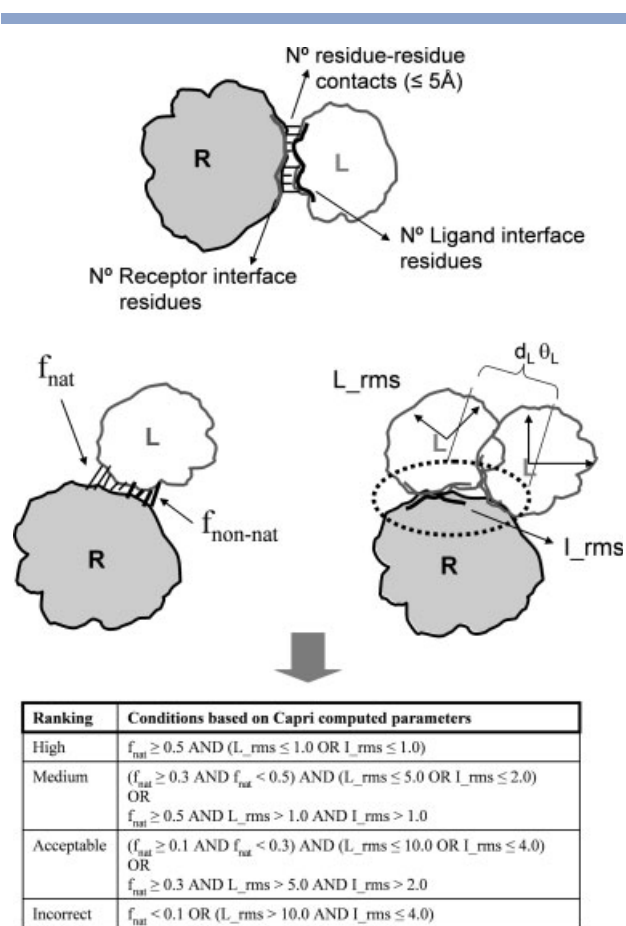 Nº residue-residue
contacts (≤ 5Å)
R
L
Nº Ligand interface
residues
Nº Receptor interface
residues
f_nat
L
f_non-nat
R
d_L θ_L
L_rms
L
L
I_rms
R
Ranking Conditions based on Capri computed parameters
High f_nat ≥ 0.5 AND (L_rms ≤ 1.0 OR I_rms ≤ 1.0)
Medium (f_nat ≥ 0.3 AND f_nat < 0.5) AND (L_rms ≤ 5.0 OR I_rms ≤ 2.0)
OR
f_nat ≥ 0.5 AND L_rms > 1.0 AND I_rms > 1.0
Acceptable (f_nat ≥ 0.1 AND f_nat < 0.3) AND (L_rms ≤ 10.0 OR I_rms ≤ 4.0)
OR
f_nat ≥ 0.3 AND L_rms > 5.0 AND I_rms > 2.0
Incorrect f_nat < 0.1 OR (L_rms > 10.0 AND I_rms ≤ 4.0)